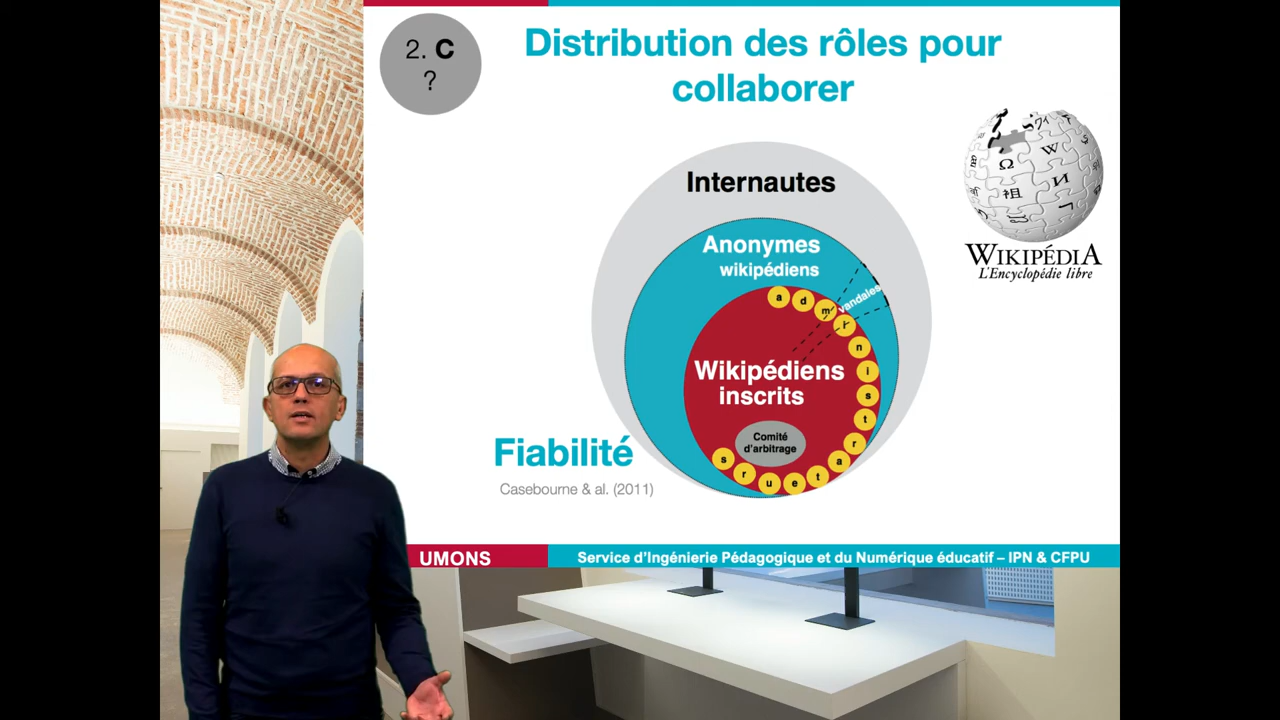 2. C
?
Distribution des rôles pour
collaborer
Internautes
Anonymes
wikipédiens
vandales
administrateurs
Wikipédiens
inscrits
Comité
d'arbitrage
WIKIPÉDIA
L'Encyclopédie libre
Fiabilité
Casebourne & al. (2011)
UMONS
Service d'Ingénierie Pédagogique et du Numérique éducatif – IPN & CFPU